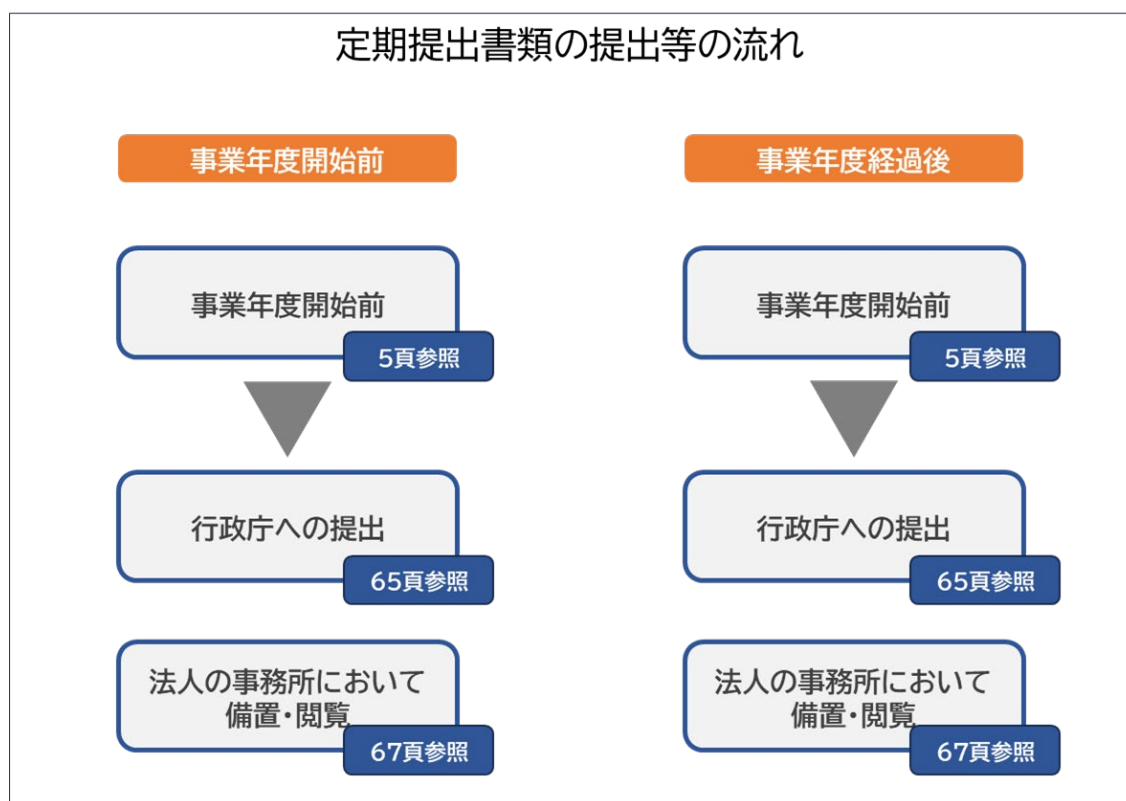 定期提出書類の提出等の流れ
事業年度開始前
事業年度開始前
5頁参照
行政庁への提出
65頁参照
法人の事務所において
備置・閲覧
67頁参照
事業年度経過後
事業年度開始前
5頁参照
行政庁への提出
65頁参照
法人の事務所において
備置・閲覧
67頁参照